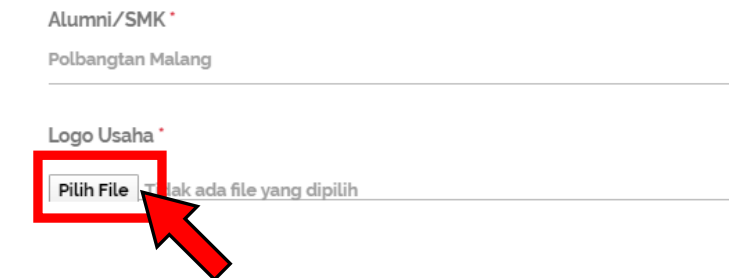 Alumni/SMK *
Polbangtan Malang
Logo Usaha *
Pilih File Tidak ada file yang dipilih